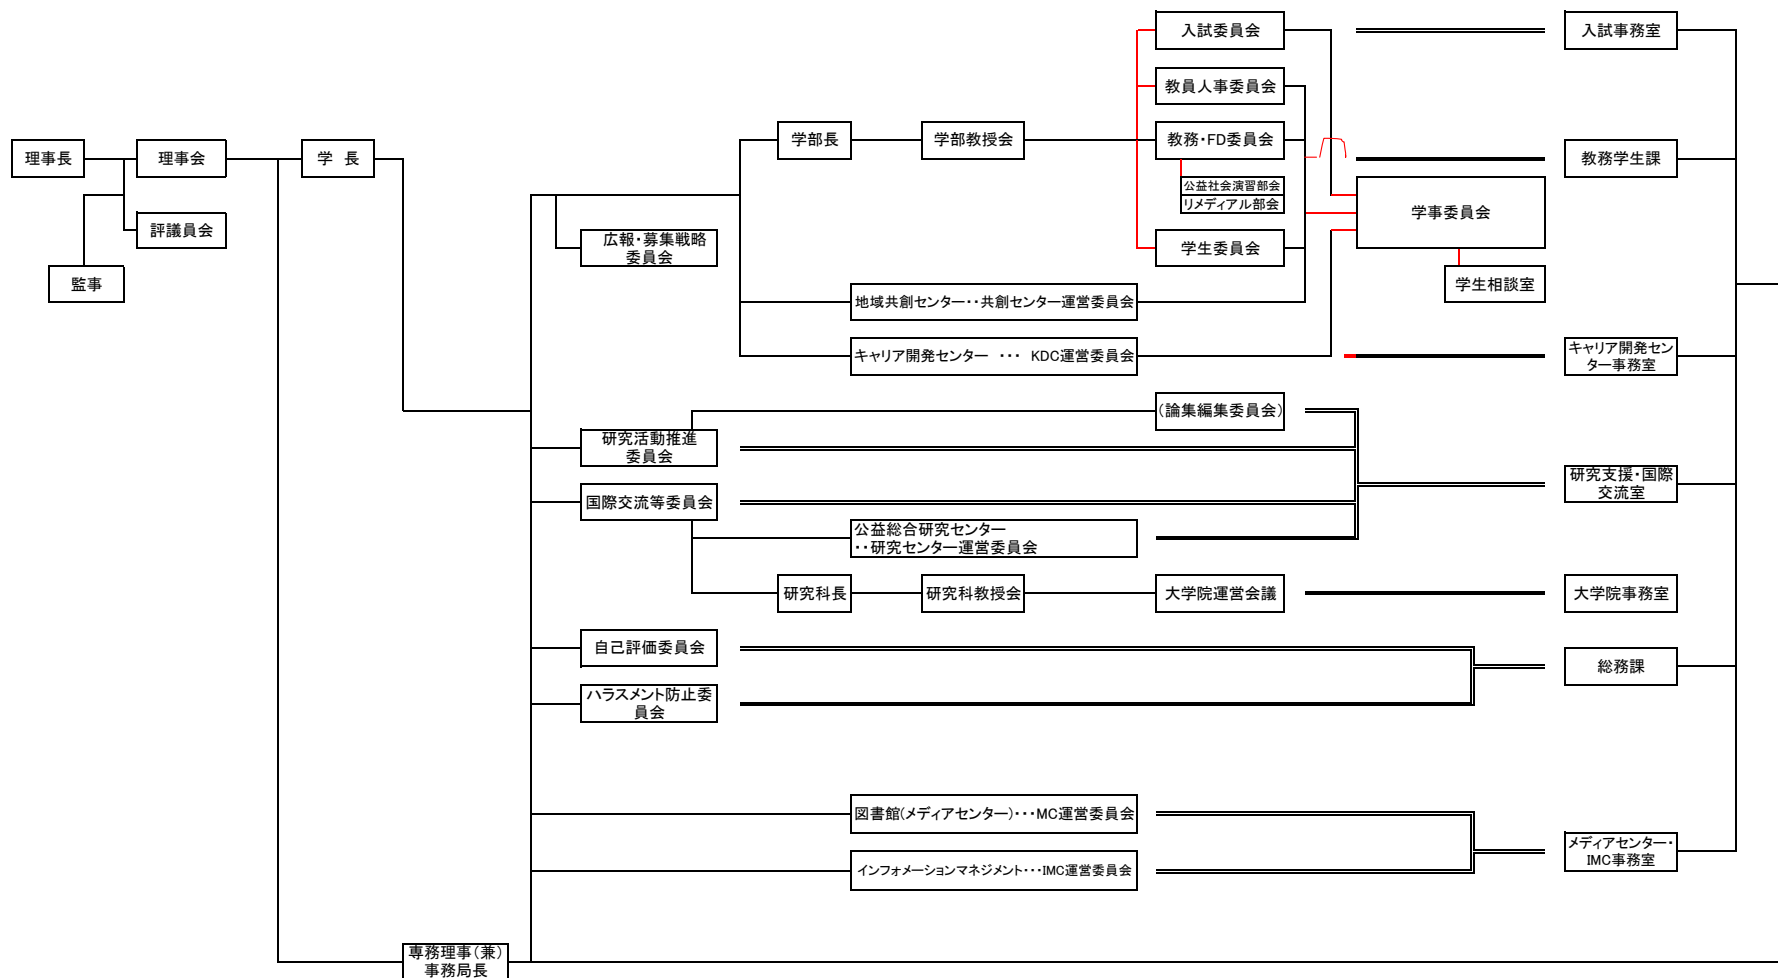 入試委員会
入試事務室
教員人事委員会
理事長
理事会
学 長
学部長
学部教授会
教務・FD委員会
教務学生課
公益社会演習部会
リメディアル部会
学事委員会
評議員会
広報・募集戦略
委員会
学生委員会
監事
学生相談室
地域共創センター・・共創センター運営委員会
キャリア開発センター ・・・ KDC運営委員会
キャリア開発セン
ター事務室
(論集編集委員会)
研究活動推進
委員会
研究支援・国際
交流室
国際交流等委員会
公益総合研究センター
・・研究センター運営委員会
研究科長
研究科教授会
大学院運営会議
大学院事務室
自己評価委員会
総務課
ハラスメント防止委
員会
図書館(メディアセンター)・・・MC運営委員会
メディアセンター・
IMC事務室
インフォメーションマネジメント・・・IMC運営委員会
専務理事(兼)
事務局長